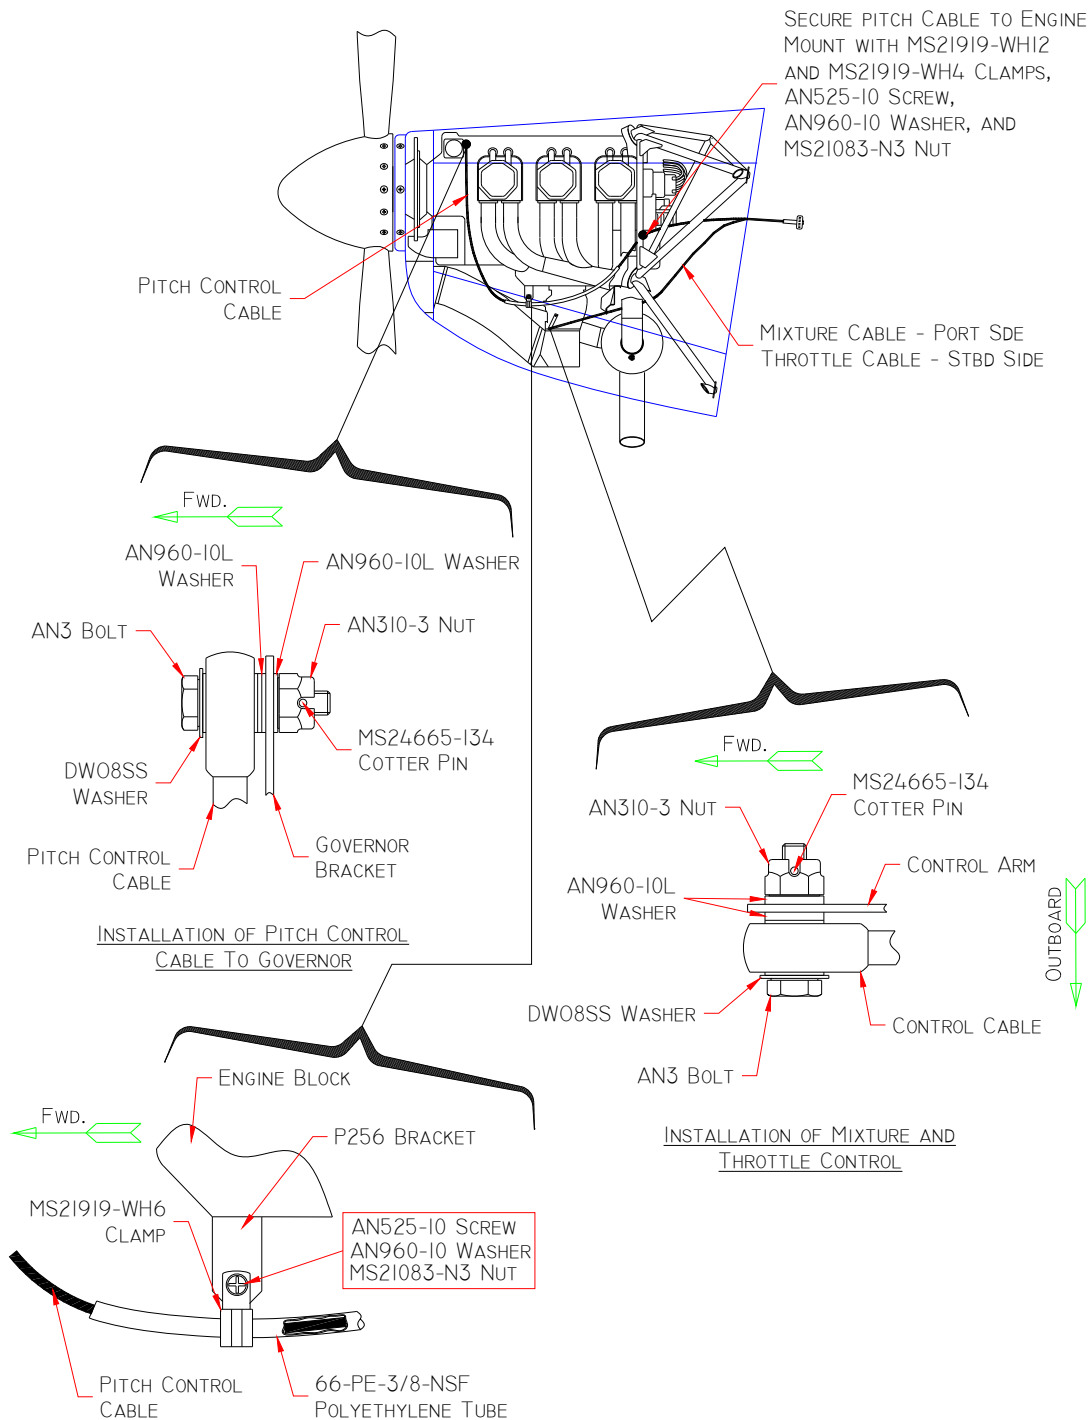 SECURE PITCH CABLE TO ENGINE
MOUNT WITH MS21919-WH12
AND MS21919-WH4 CLAMPS,
AN525-10 SCREW,
AN960-10 WASHER, AND
MS21083-N3 NUT
PITCH CONTROL
CABLE
MIXTURE CABLE - PORT SDE
THROTTLE CABLE - STBD SIDE
FWD.
AN960-10L
WASHER
AN960-10L WASHER
AN3 BOLT
AN310-3 NUT
MS24665-134
COTTER PIN
DW08SS
WASHER
PITCH CONTROL
CABLE
GOVERNOR
BRACKET
INSTALLATION OF PITCH CONTROL
CABLE TO GOVERNOR
FWD.
MS24665-134
COTTER PIN
AN310-3 NUT
CONTROL ARM
AN960-10L
WASHER
OUTBOARD
DW08SS WASHER
CONTROL CABLE
AN3 BOLT
INSTALLATION OF MIXTURE AND
THROTTLE CONTROL
ENGINE BLOCK
FWD.
P256 BRACKET
MS21919-WH6
CLAMP
AN525-10 SCREW
AN960-10 WASHER
MS21083-N3 NUT
PITCH CONTROL
CABLE
66-PE-3/8-NSF
POLYETHYLENE TUBE